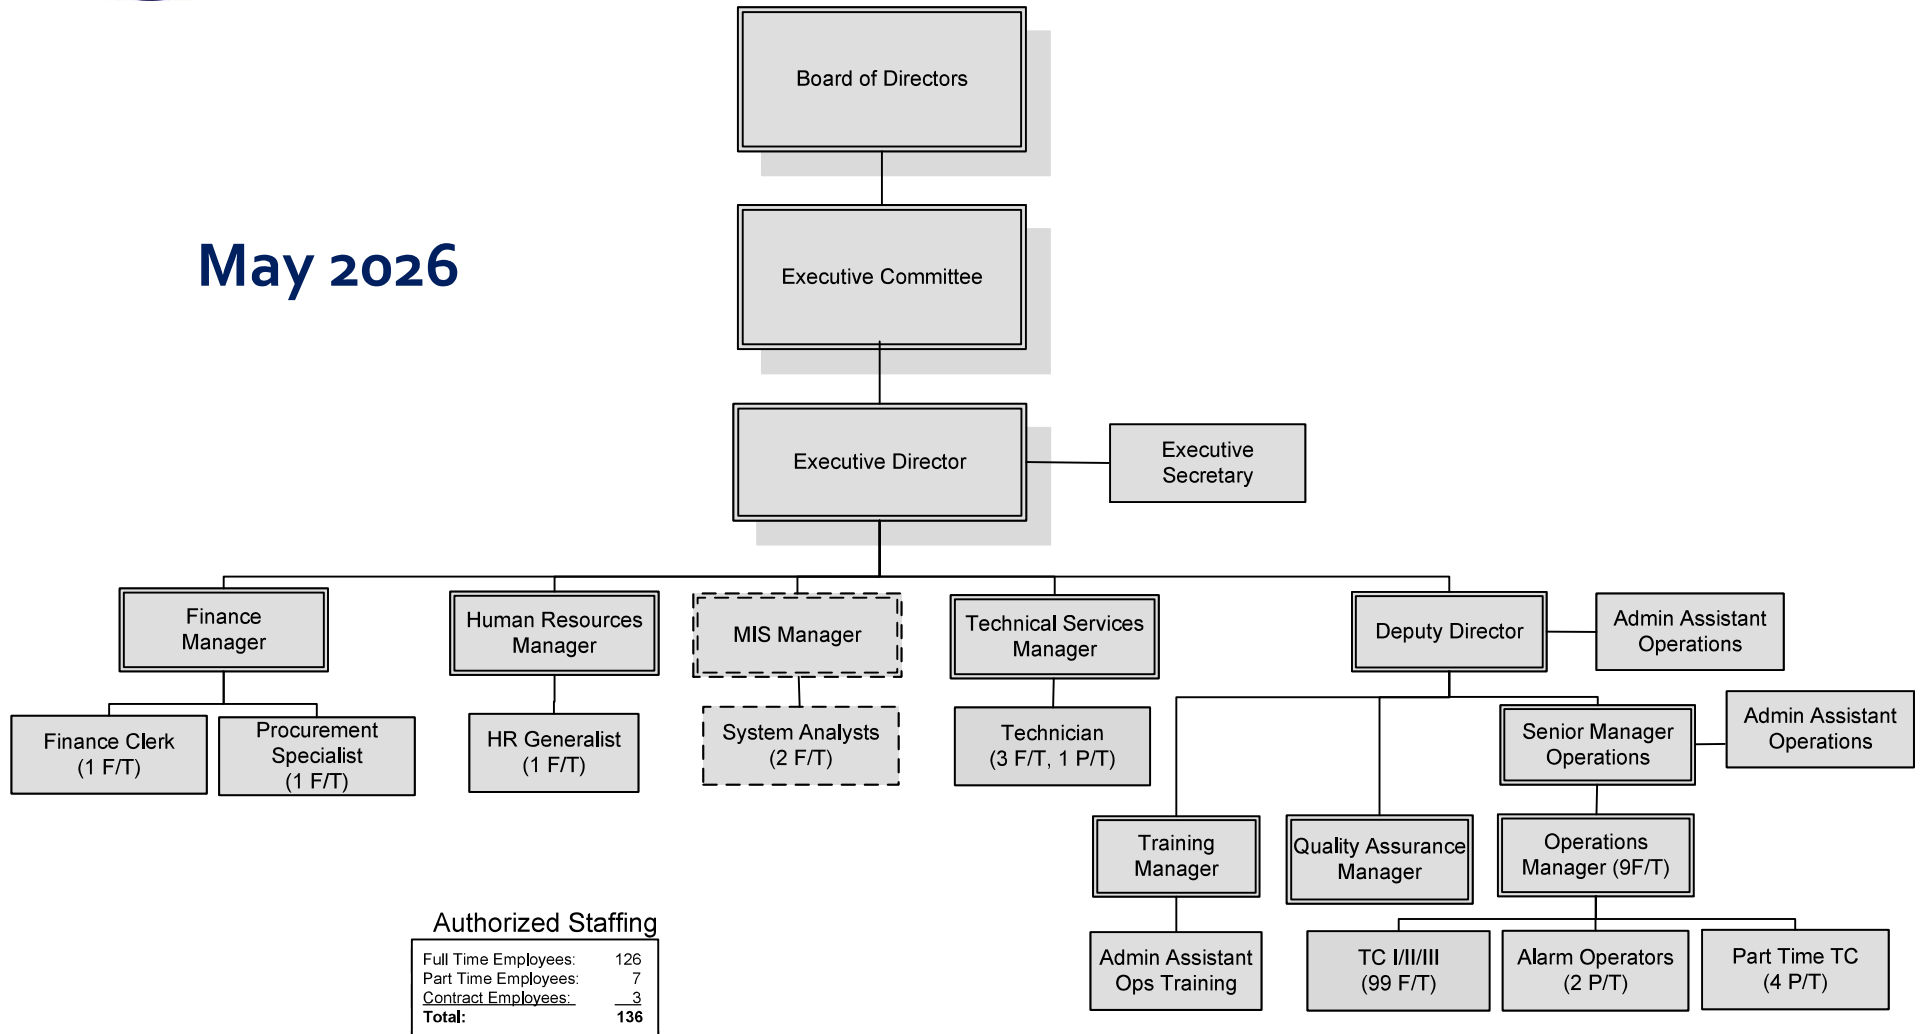 Board of Directors
May 2026
Executive Committee
Executive Director
Executive
Secretary
Finance
Manager
Human Resources
Manager
MIS Manager
Technical Services
Manager
Deputy Director
Admin Assistant
Operations
Finance Clerk
(1 F/T)
Procurement
Specialist
(1 F/T)
HR Generalist
(1 F/T)
System Analysts
(2 F/T)
Technician
(3 F/T, 1 P/T)
Senior Manager
Operations
Admin Assistant
Operations
Training
Manager
Quality Assurance
Manager
Operations
Manager (9F/T)
Admin Assistant
Ops Training
TC I/II/III
(99 F/T)
Alarm Operators
(2 P/T)
Part Time TC
(4 P/T)
Authorized Staffing
Full Time Employees: 126
Part Time Employees: 7
Contract Employees: 3
Total: 136